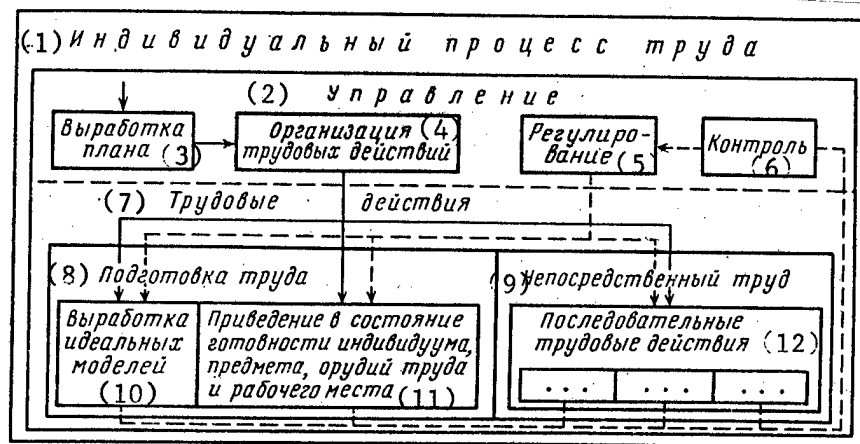 (1) Индивидуальный процесс труда
(2) Управление
Выработка
плана (3)
Организация (4)
трудовых действий
Регулиро-
вание (5)
Контроль
(6)
(7) Трудовые действия
(8) Подготовка труда
(9) Непосредственный труд
Выработка
идеальных
моделей
(10)
Приведение в состояние
готовности индивидуума,
предмета, орудий труда
и рабочего места (11)
Последовательные
трудовые действия (12)
... ... ...